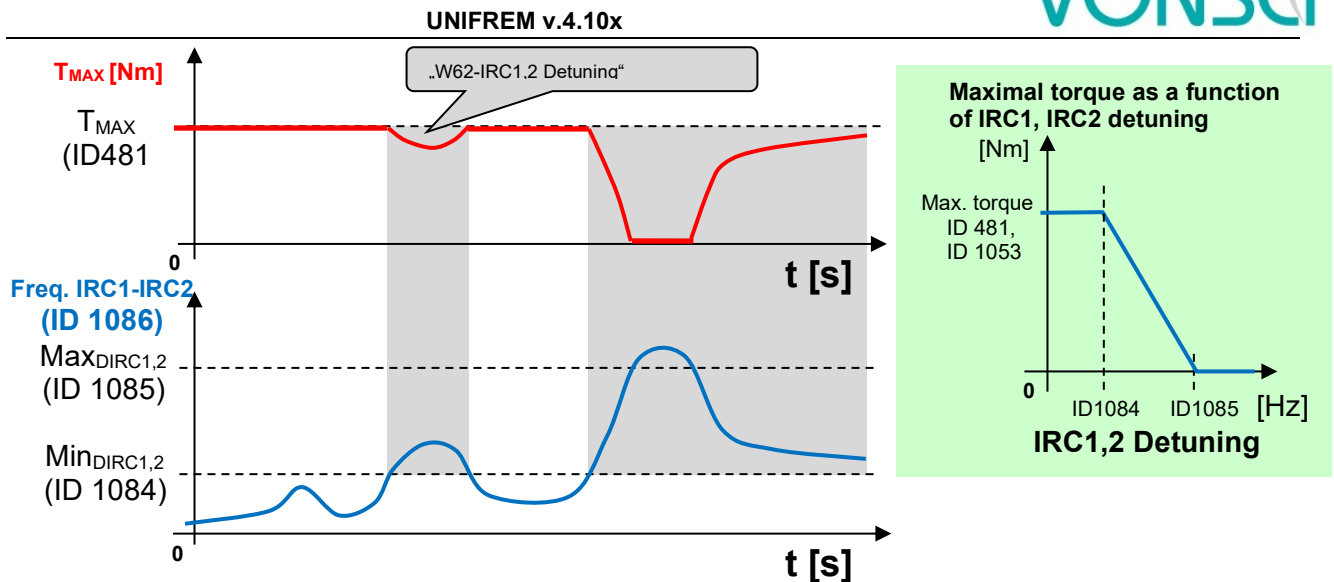 UNIFREM v.4.10x
VONSCH
TMAX [Nm]
„W62-IRC1,2 Detuning“
TMAX
(ID481
0
t [s]
Freq. IRC1-IRC2
(ID 1086)
MaxDIRC1,2
(ID 1085)
MinDIRC1,2
(ID 1084)
0
t [s]
Maximal torque as a function
of IRC1, IRC2 detuning
[Nm]
Max. torque
ID 481,
ID 1053
0
ID1084 ID1085 [Hz]
IRC1,2 Detuning